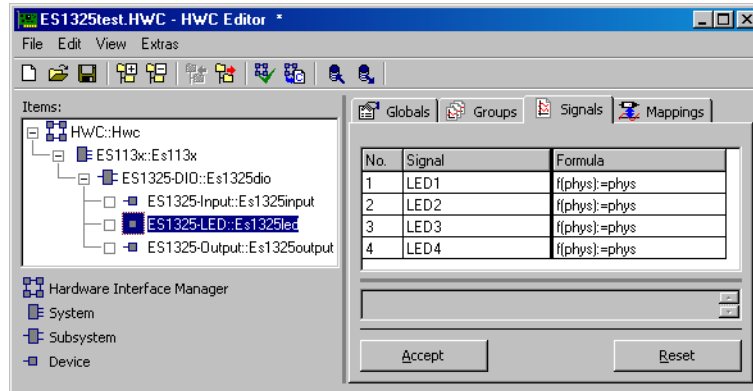 ES1325test.HWC - HWC Editor *
File Edit View Extras
Items:
HWC::Hwc
ES113x::Es113x
ES1325-DIO::Es1325dio
ES1325-Input::Es1325input
ES1325-LED::Es1325led
ES1325-Output::Es1325output
Hardware Interface Manager
System
Subsystem
Device
Globals Groups Signals Mappings
No. Signal Formula
1 LED1 f(phys):=phys
2 LED2 f(phys):=phys
3 LED3 f(phys):=phys
4 LED4 f(phys):=phys
Accept Reset